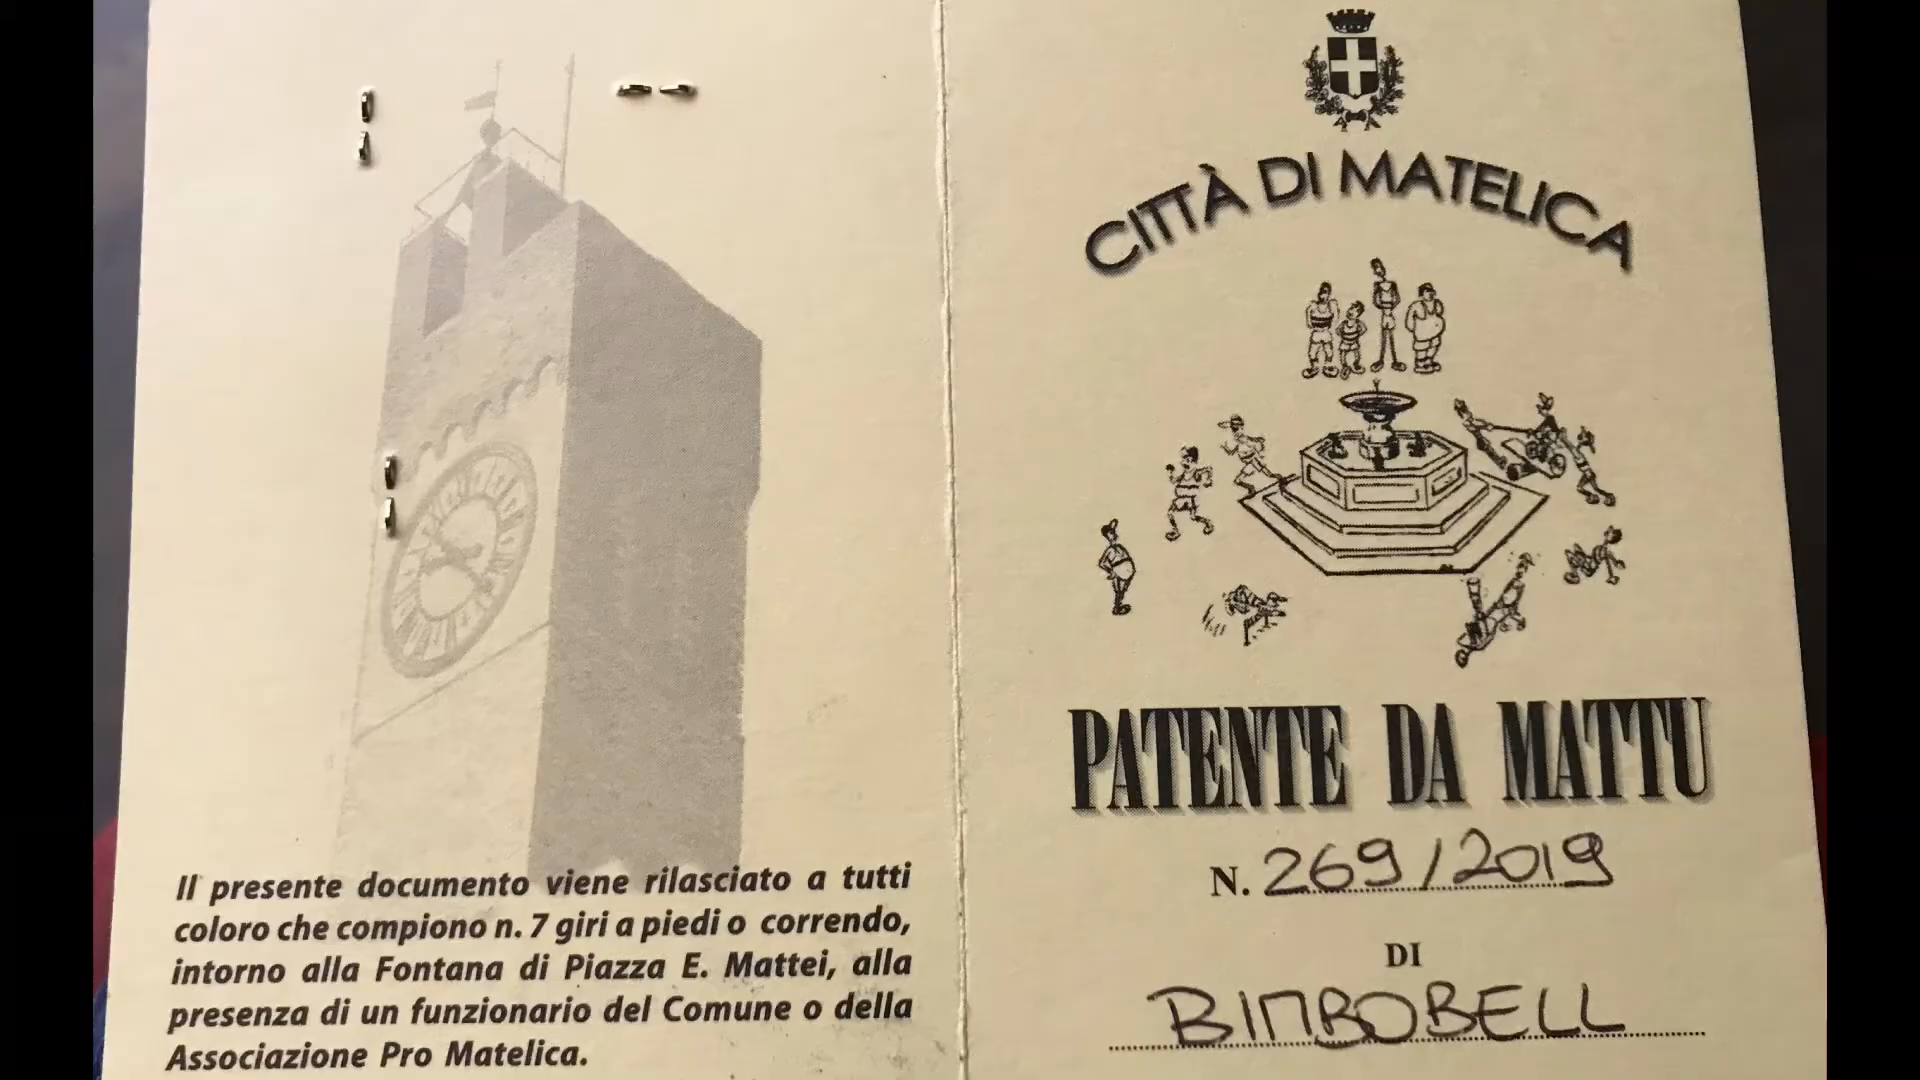 Il presente documento viene rilasciato a tutti
coloro che compiono n. 7 giri a piedi o correndo,
intorno alla Fontana di Piazza E. Mattei, alla
presenza di un funzionario del Comune o della
Associazione Pro Matelica.
CITTÀ DI MATELICA
PATENTE DA MATTU
N. 269/2019
DI
BIMBOBELL